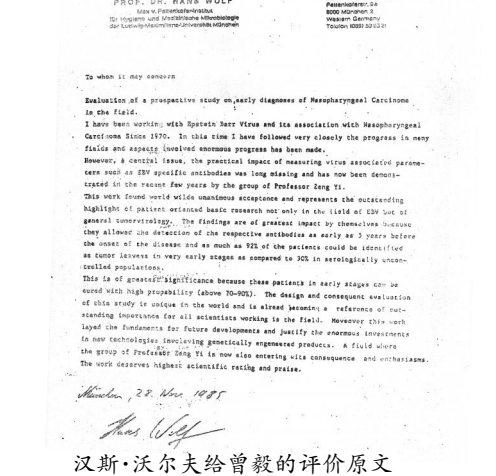 PROF. DR. HANS WOLF
Max v. Pettenkofer-Institut
für Hygiene und Medizinische Mikrobiologie
der Ludwig-Maximilians-Universität München
Pettenkoferstr. 9a
8000 München 2
Western Germany
Telefon (089)
To whom it may concern
Evaluation of a prospective study on early diagnoses of Nasopharyngeal Carcinoma
in the field.
I have been working with Epstein Barr Virus and its association with Nasopharyngeal
Carcinoma Since 1970. In this time I have followed very closely the progress in many
fields and aspects involved enormous progress has been made.
However, a central issue, the practical impact of measuring virus associated parame-
ters such as EBV specific antibodies was long missing and has now been demons-
trated in the recent few years by the group of Professor Zeng Yi.
This work found world wilda unanimous acceptance and represents the outstanding
highlight of patient oriented basic research not only in the field of EBV but of
general tumorvirology. The findings are of greatest impact by themselves because
they allowed the detection of the respective antibodies as early as 5 years before
the onset of the disease and as much as 92% of the patients could be identified
as tumor in very early stages as compared to 30% in serologically uncon-
trolled populations.
This is of greatest significance because these patients in early stages can be
cured with high propability (above 70-90%). The design and consequent evaluation
of this study is unique in the world and is alread becoming a reference of out-
standing importance for all scientists working is the field. Moreover this work
layed the fundaments for future developments and justify the enormous investments
in new technologies involving genetically engeneered products. A field where
the group of Professor Zeng Yi is now also entering with consequence and enthusiasms.
The work deserves highest scientific rating and praise.
München, 28. Nov. 1985
Hans Wolf
汉斯·沃尔夫给曾毅的评价原文